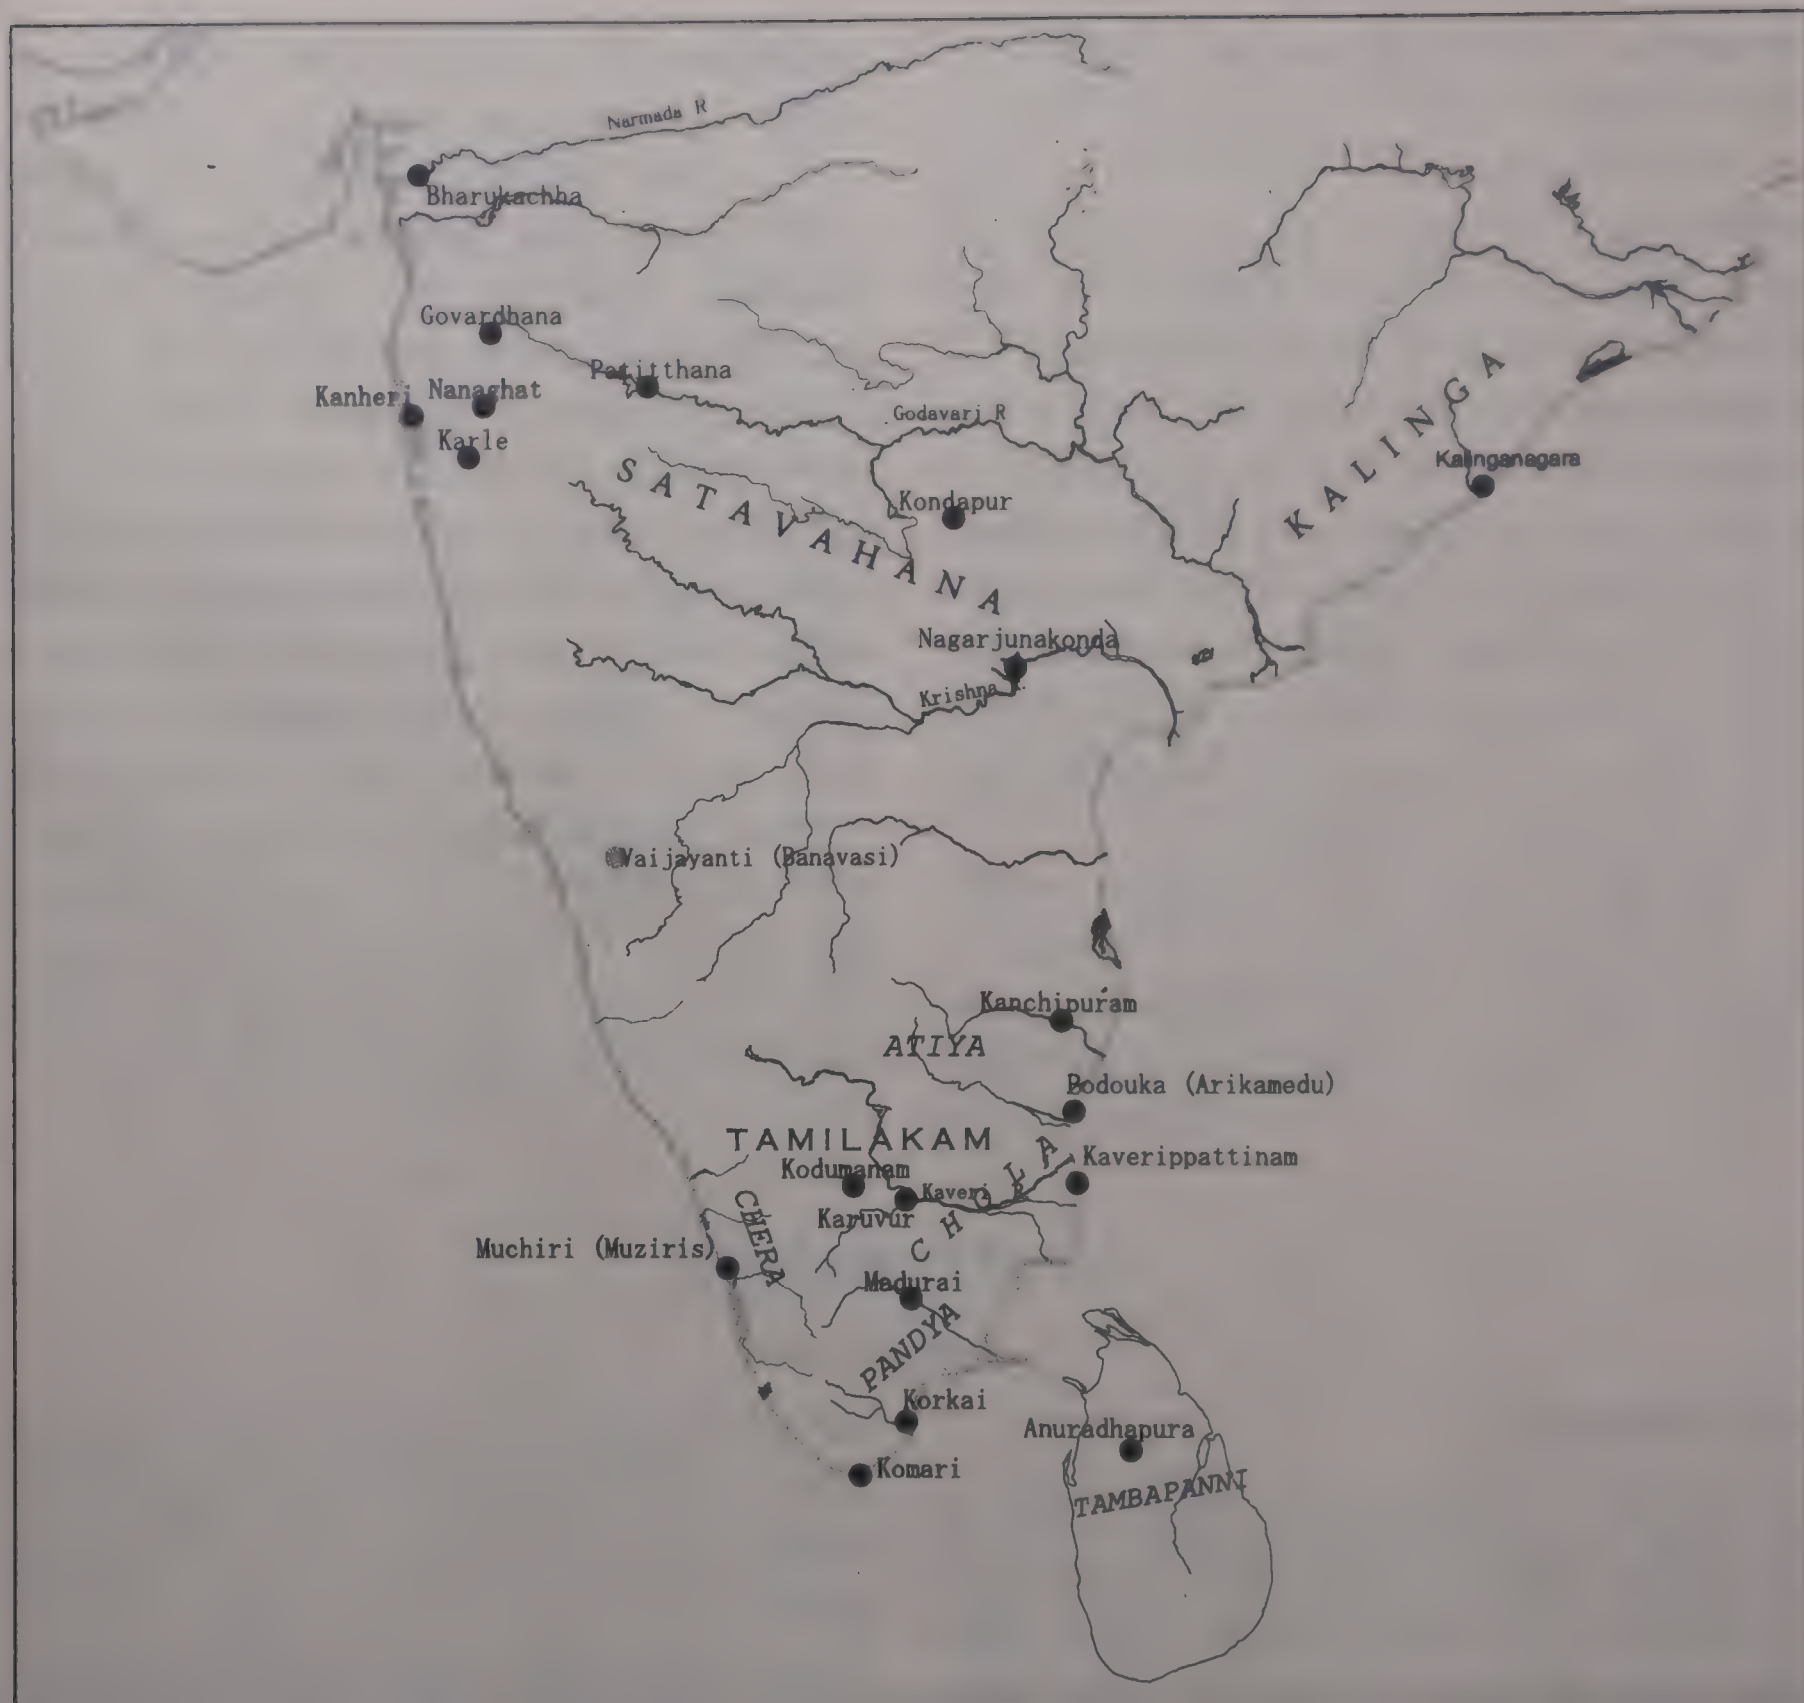 Narmada R
Bharukachha
Govardhana
Patitthana
Kanheri
Nanaghat
Godavari R
Karle
KALINGA
Kalinganagara
SATAVAHANA
Kondapur
Nagarjunakonda
Krishna R.
Vaijayanti (Banavasi)
Kanchipuram
ATIYA
Podouka (Arikamedu)
TAMILAKAM
Kaverippattinam
Kodumanam
Kaveri R
Karuvur
CHOLA
CHERA
Muchiri (Muziris)
Madurai
PANDYA
Korkai
Anuradhapura
Komari
TAMBAPANNI